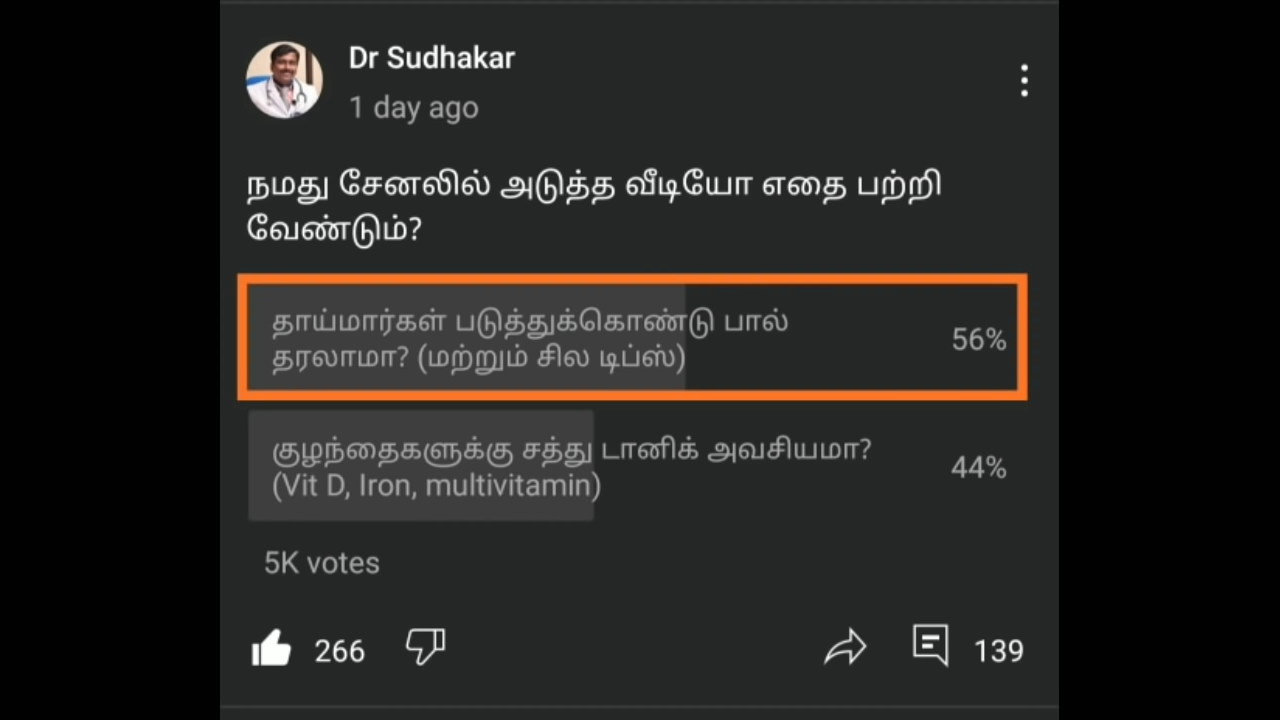 Dr Sudhakar
1 day ago
நமது சேனலில் அடுத்த வீடியோ எதை பற்றி
வேண்டும்?
தாய்மார்கள் படுத்துக்கொண்டு பால்
தரலாமா? (மற்றும் சில டிப்ஸ்)
56%
குழந்தைகளுக்கு சத்து டானிக் அவசியமா?
(Vit D, Iron, multivitamin)
44%
5K votes
266
139